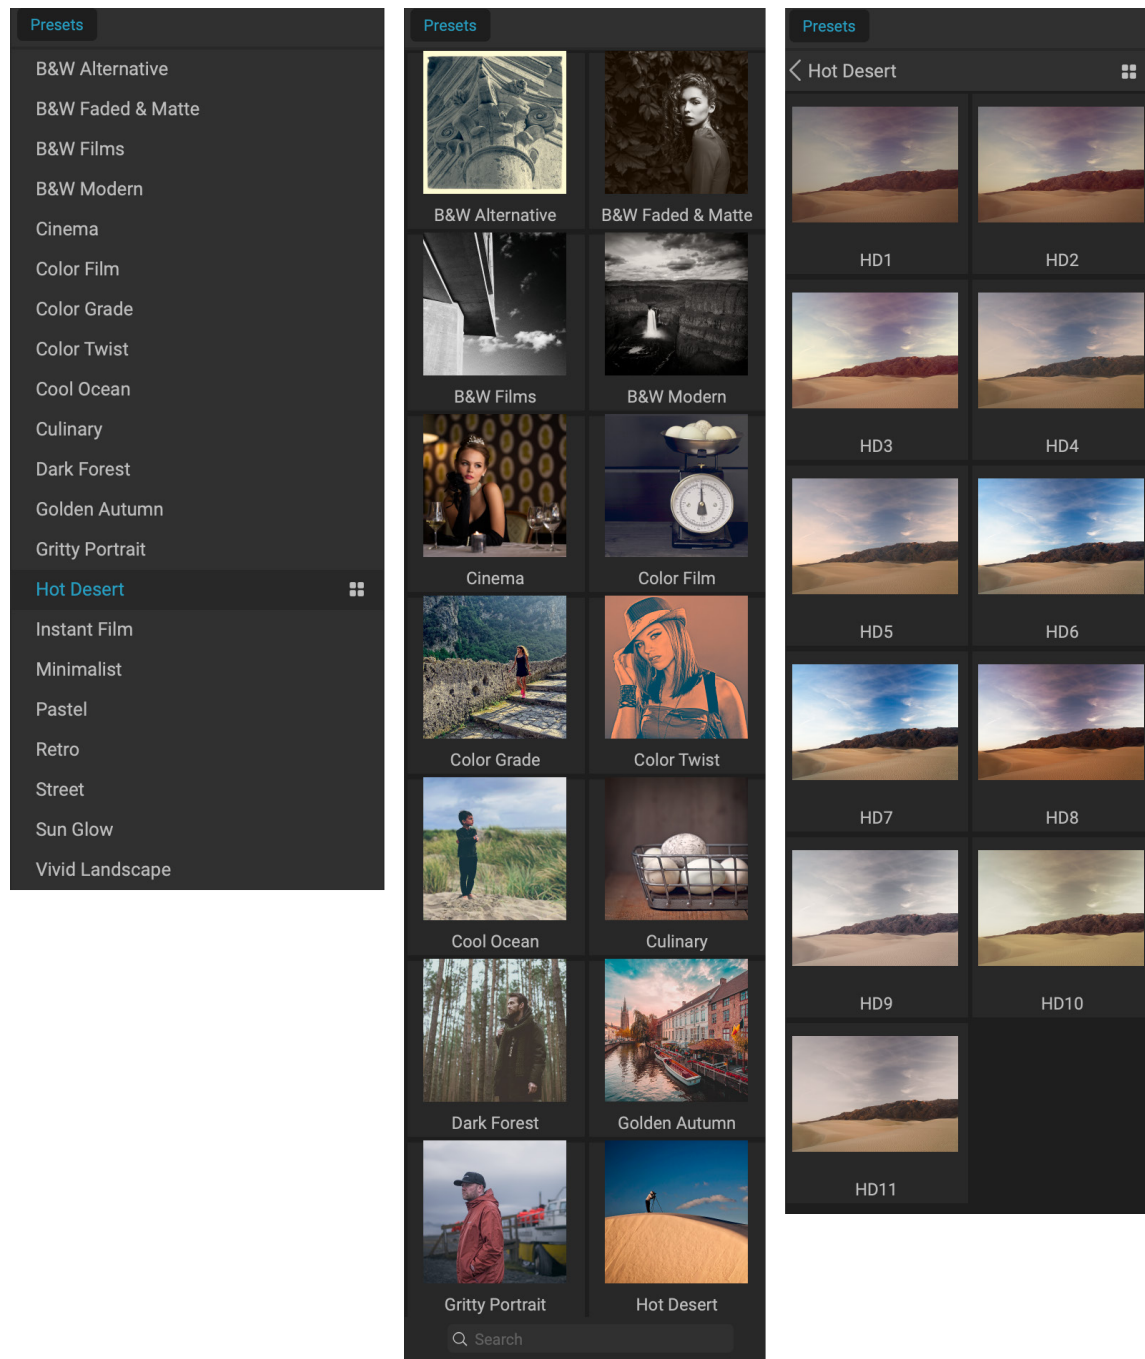 Presets
B&W Alternative
B&W Faded & Matte
B&W Films
B&W Modern
Cinema
Color Film
Color Grade
Color Twist
Cool Ocean
Culinary
Dark Forest
Golden Autumn
Gritty Portrait
Hot Desert
Instant Film
Minimalist
Pastel
Retro
Street
Sun Glow
Vivid Landscape
Presets
B&W Alternative
B&W Faded & Matte
B&W Films
B&W Modern
Cinema
Color Film
Color Grade
Color Twist
Cool Ocean
Culinary
Dark Forest
Golden Autumn
Gritty Portrait
Hot Desert
Search
Presets
Hot Desert
HD1
HD2
HD3
HD4
HD5
HD6
HD7
HD8
HD9
HD10
HD11